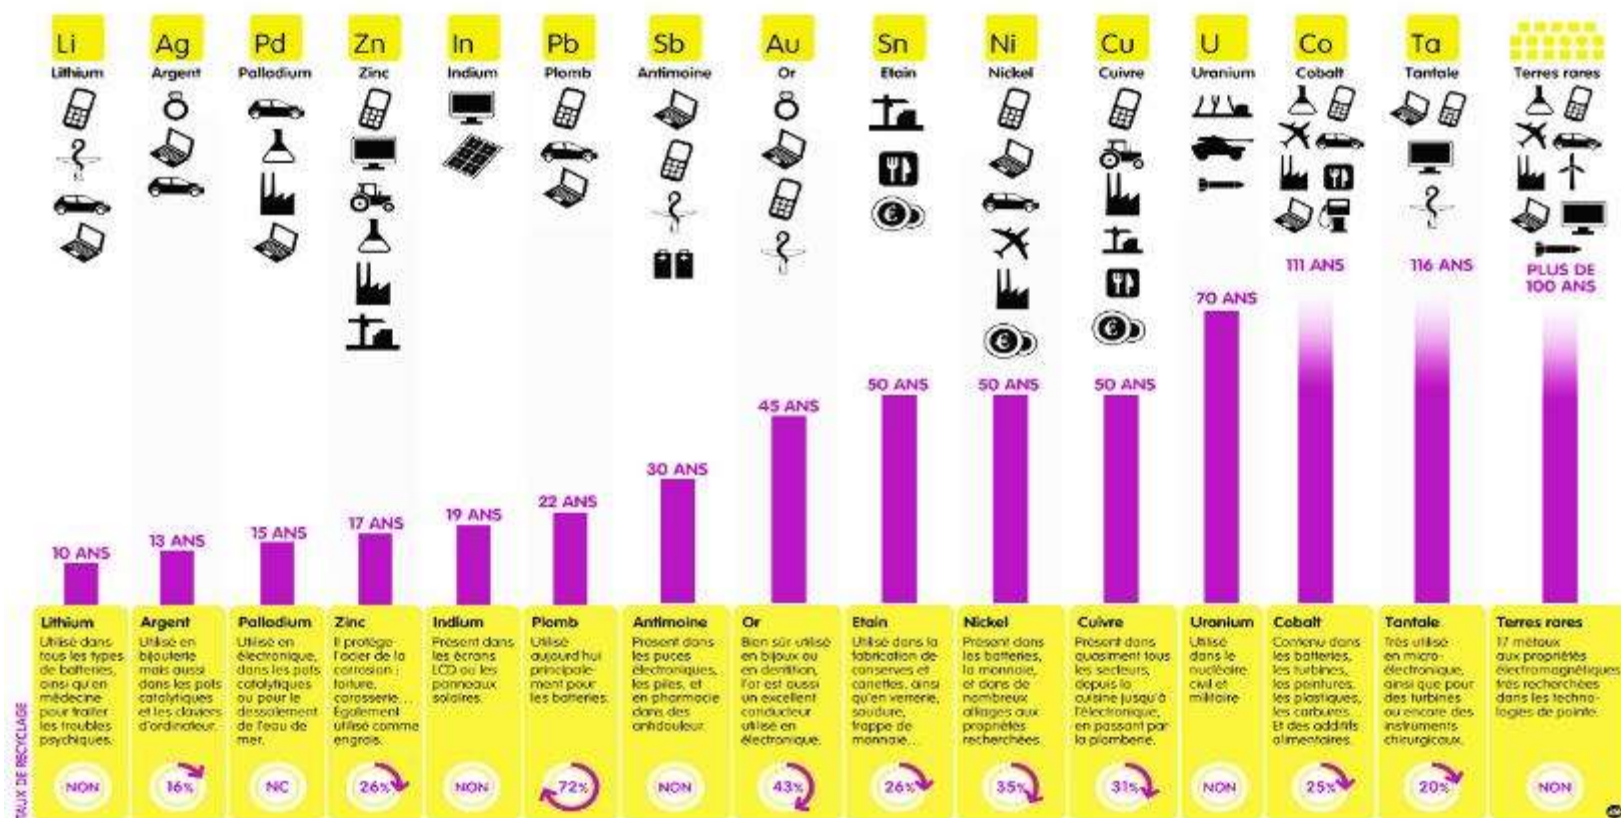 Li
Ag
Pd
Zn
In
Pb
Sb
Au
Sn
Ni
Cu
U
Co
Ta
Lithium
Argent
Palladium
Zinc
Indium
Plomb
Antimoine
Or
Etain
Nickel
Cuivre
Uranium
Cobalt
Tantale
Terres rares
10 ANS
13 ANS
15 ANS
17 ANS
19 ANS
22 ANS
30 ANS
45 ANS
50 ANS
50 ANS
50 ANS
70 ANS
111 ANS
116 ANS
PLUS DE
100 ANS
TAUX DE RECYCLAGE
Lithium
Utilisé dans
tous les types
de batteries,
ainsi qu'en
médecine
pour traiter
les troubles
psychiques.
NON
Argent
Utilisé en
bijouterie
mais aussi
dans les pots
catalytiques
et les claviers
d'ordinateur.
16%
Palladium
Utilisé en
électronique,
dans les pots
catalytiques
ou pour le
dessalement
de l'eau de
mer.
NC
Zinc
Il protège
l'acier de la
corrosion :
toiture,
carosserie...
Egalement
utilisé comme
engrais.
26%
Indium
Présent dans
les écrans
LCD ou les
panneaux
solaires.
NON
Plomb
Utilisé
aujourd'hui
principale-
ment pour
les batteries.
72%
Antimoine
Présent dans
les puces
électroniques,
les piles, et
en pharmacie
dans des
antidouleur.
NON
Or
Bien sûr utilisé
en bijoux ou
en dentition,
l'or est aussi
un excellent
conducteur
utilisé en
électronique.
43%
Etain
Utilisé dans la
fabrication de
conserves et
canettes, ainsi
qu'en verrerie,
soudure,
frappe de
monnaie...
26%
Nickel
Présent dans
les batteries,
la monnaie,
et dans de
nombreux
alliages aux
propriétés
recherchées.
35%
Cuivre
Présent dans
quasiment tous
les secteurs,
depuis la
cuisine jusqu'à
l'électronique,
en passant par
la plomberie.
31%
Uranium
Utilisé
dans le
nucléaire
civil et
militaire
NON
Cobalt
Contenu dans
les batteries,
les turbines,
les peintures,
les plastiques,
les carbures
Et des additifs
alimentaires.
25%
Tantale
Très utilisé
en micro-
électronique,
ainsi que pour
des turbines
ou encore des
instruments
chirurgicaux.
20%
Terres rares
17 métaux
aux propriétés
électromagnétiques
très recherchées
dans les techno-
logies de pointe.
NON